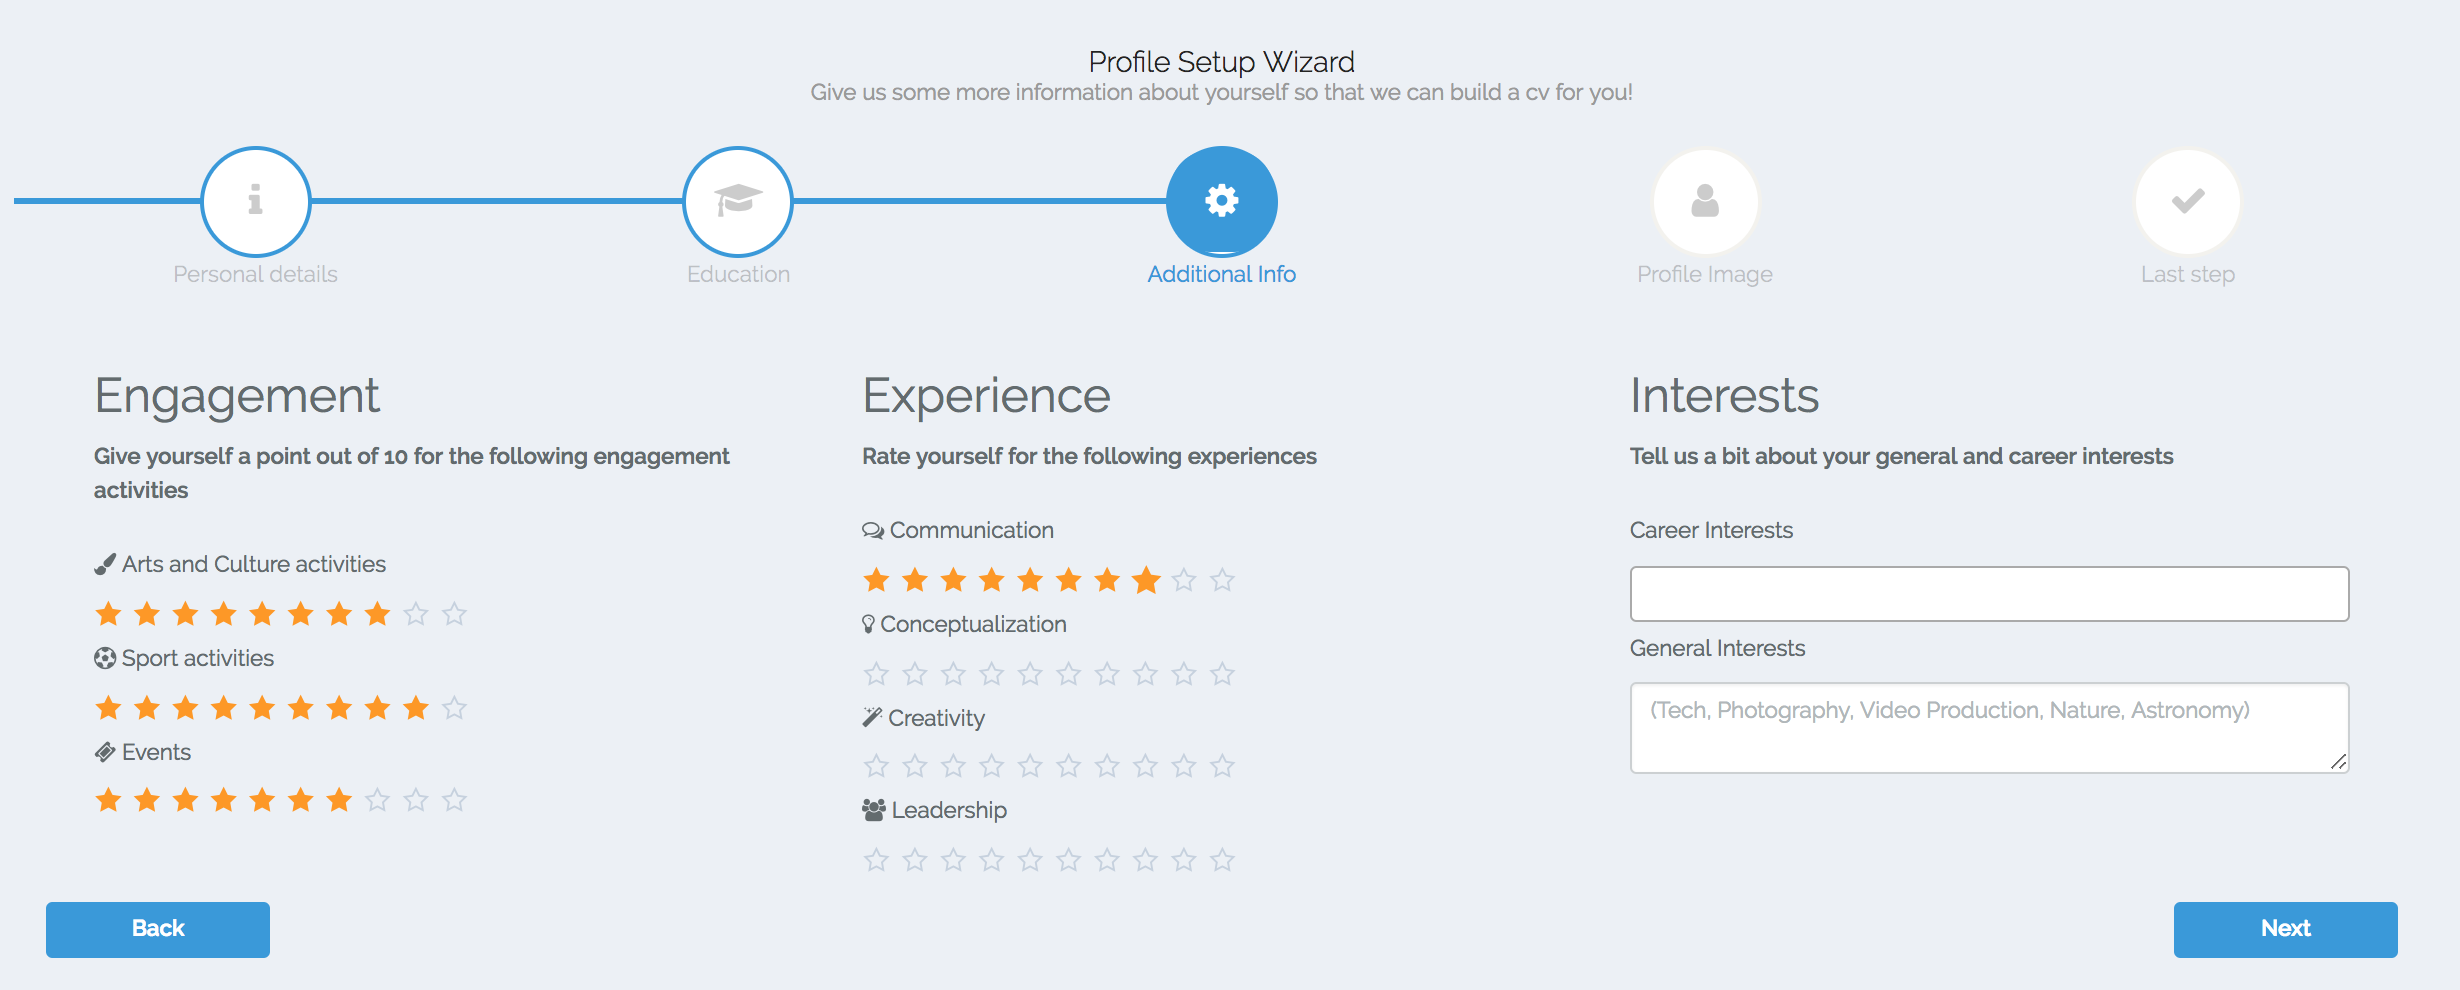 Profile Setup Wizard
Give us some more information about yourself so that we can build a cv for you!
Personal details
Education
Additional Info
Profile Image
Last step
Engagement
Give yourself a point out of 10 for the following engagement
activities
Arts and Culture activities
Sport activities
Events
Experience
Rate yourself for the following experiences
Communication
Conceptualization
Creativity
Leadership
Interests
Tell us a bit about your general and career interests
Career Interests
General Interests
(Tech, Photography, Video Production, Nature, Astronomy)
Back
Next